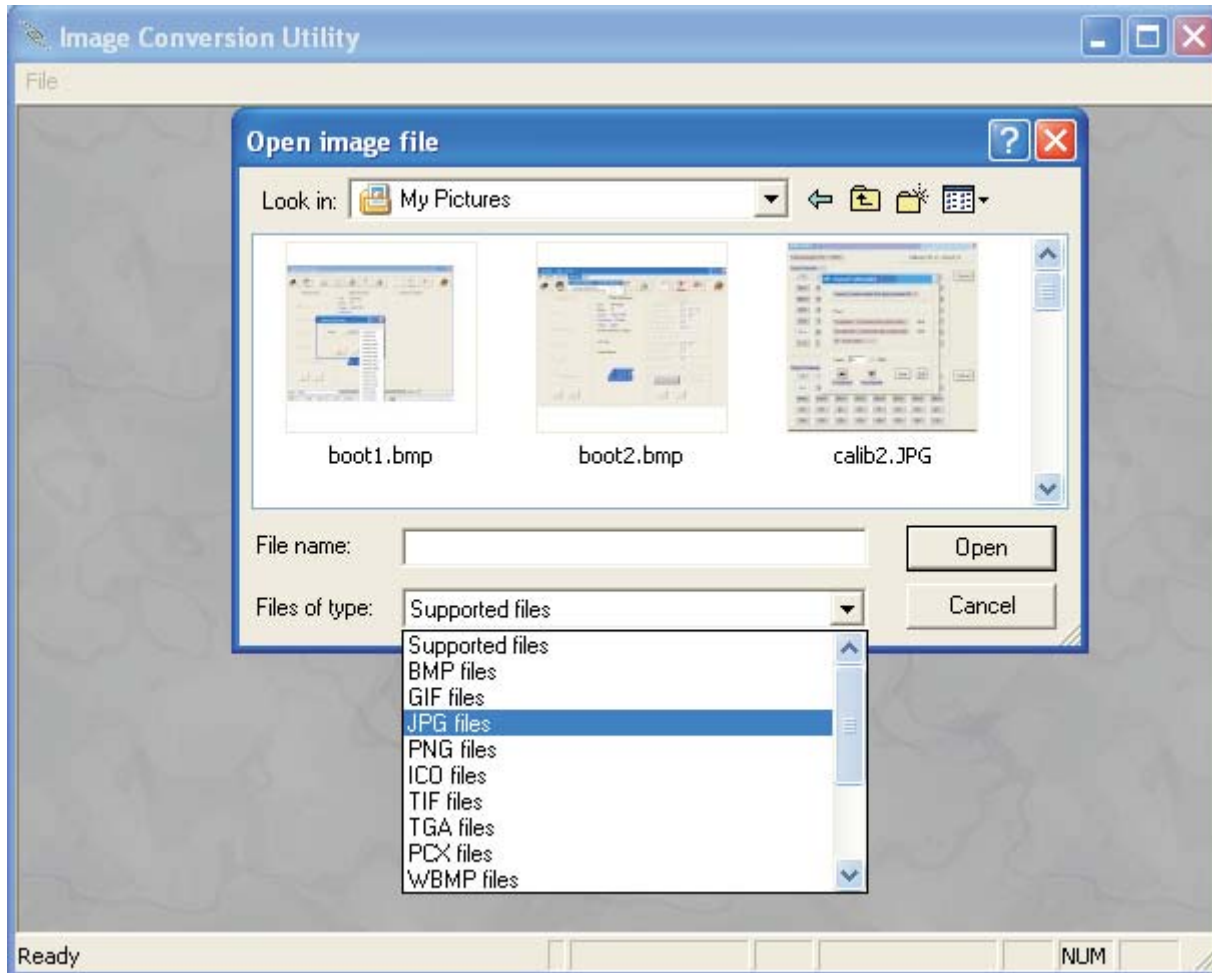 Image Conversion Utility
File
Open image file
Look in: My Pictures
boot1.bmp boot2.bmp calib2.JPG
File name: Open
Files of type: Supported files Cancel
Supported files
BMP files
GIF files
JPG files
PNG files
ICO files
TIF files
TGA files
PCX files
WBMP files
Ready NUM